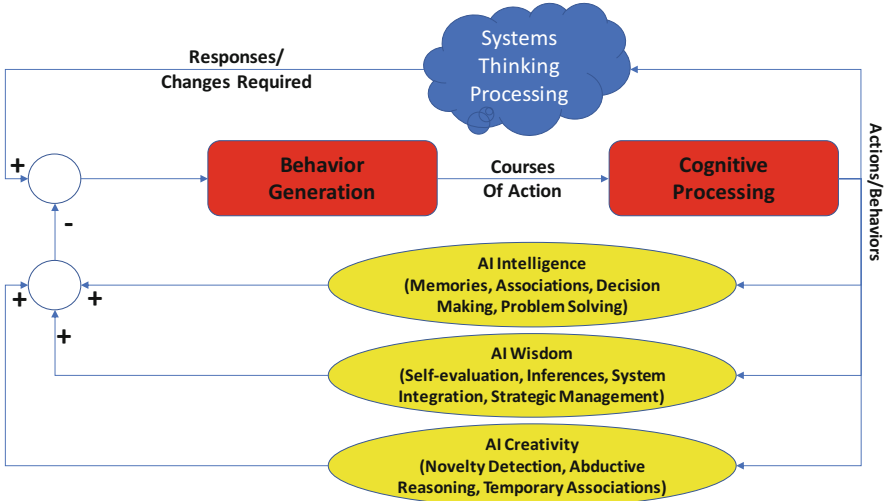 Responses/
Changes Required
Systems
Thinking
Processing
Actions/Behaviors
+
Behavior
Generation
Courses
Of Action
Cognitive
Processing
-
AI Intelligence
(Memories, Associations, Decision
Making, Problem Solving)
+
+
+
AI Wisdom
(Self-evaluation, Inferences, System
Integration, Strategic Management)
AI Creativity
(Novelty Detection, Abductive
Reasoning, Temporary Associations)